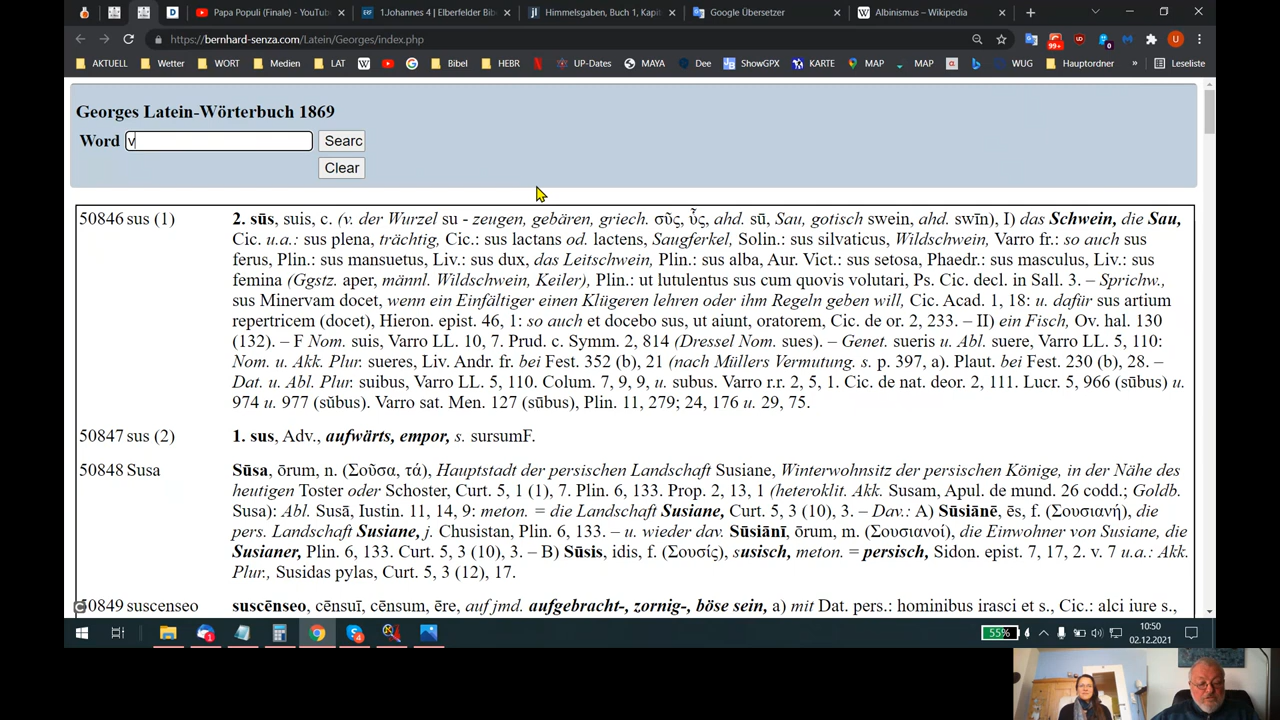 Papa Populi (Finale) - YouTub
1.Johannes 4 | Elberfelder Bib
Himmelsgaben, Buch 1, Kapit
Google Übersetzer
Albinismus – Wikipedia
https://bernhard-senza.com/Latein/Georges/index.php
AKTUELL Wetter WORT Medien LAT Bibel HEBR UP-Dates MAYA Dee ShowGPX KARTE MAP MAP WUG Hauptordner » Leseliste
Georges Latein-Wörterbuch 1869
Word v Searc
Clear
50846 sus (1) 2. sūs, suis, c. (v. der Wurzel su - zeugen, gebären, griech. σῦς, ὗς, ahd. sū, Sau, gotisch swein, ahd. swīn), I) das Schwein, die Sau,
Cic. u.a.: sus plena, trächtig, Cic.: sus lactans od. lactens, Saugferkel, Solin.: sus silvaticus, Wildschwein, Varro fr.: so auch sus
ferus, Plin.: sus mansuetus, Liv.: sus dux, das Leitschwein, Plin.: sus alba, Aur. Vict.: sus setosa, Phaedr.: sus masculus, Liv.: sus
femina (Ggstz. aper, männl. Wildschwein, Keiler), Plin.: ut lutulentus sus cum quovis volutari, Ps. Cic. decl. in Sall. 3. – Sprichw.,
sus Minervam docet, wenn ein Einfältiger einen Klügeren lehren oder ihm Regeln geben will, Cic. Acad. 1, 18: u. dafür sus artium
repertricem (docet), Hieron. epist. 46, 1: so auch et docebo sus, ut aiunt, oratorem, Cic. de or. 2, 233. – II) ein Fisch, Ov. hal. 130
(132). – F Nom. suis, Varro LL. 10, 7. Prud. c. Symm. 2, 814 (Dressel Nom. sues). – Genet. sueris u. Abl. suere, Varro LL. 5, 110:
Nom. u. Akk. Plur. sueres, Liv. Andr. fr. bei Fest. 352 (b), 21 (nach Müllers Vermutung. s. p. 397, a). Plaut. bei Fest. 230 (b), 28. –
Dat. u. Abl. Plur. suibus, Varro LL. 5, 110. Colum. 7, 9, 9, u. subus. Varro r.r. 2, 5, 1. Cic. de nat. deor. 2, 111. Lucr. 5, 966 (sūbus) u.
974 u. 977 (sŭbus). Varro sat. Men. 127 (sūbus), Plin. 11, 279; 24, 176 u. 29, 75.
50847 sus (2) 1. sus, Adv., aufwärts, empor, s. sursumF.
50848 Susa Sūsa, ōrum, n. (Σοῦσα, τά), Hauptstadt der persischen Landschaft Susiane, Winterwohnsitz der persischen Könige, in der Nähe des
heutigen Toster oder Schoster, Curt. 5, 1 (1), 7. Plin. 6, 133. Prop. 2, 13, 1 (heteroklit. Akk. Susam, Apul. de mund. 26 codd.; Goldb.
Susa): Abl. Susā, Iustin. 11, 14, 9: meton. = die Landschaft Susiane, Curt. 5, 3 (10), 3. – Dav.: A) Sūsiānē, ēs, f. (Σουσιανή), die
pers. Landschaft Susiane, j. Chusistan, Plin. 6, 133. – u. wieder dav. Sūsiānī, ōrum, m. (Σουσιανοί), die Einwohner von Susiane, die
Susianer, Plin. 6, 133. Curt. 5, 3 (10), 3. – B) Sūsis, idis, f. (Σουσίς), susisch, meton. = persisch, Sidon. epist. 7, 17, 2. v. 7 u.a.: Akk.
Plur., Susidas pylas, Curt. 5, 3 (12), 17.
50849 suscenseo suscēnseo, cēnsuī, cēnsum, ēre, auf jmd. aufgebracht-, zornig-, böse sein, a) mit Dat. pers.: hominibus irasci et s., Cic.: alci iure s.,
55%
10:50
02.12.2021